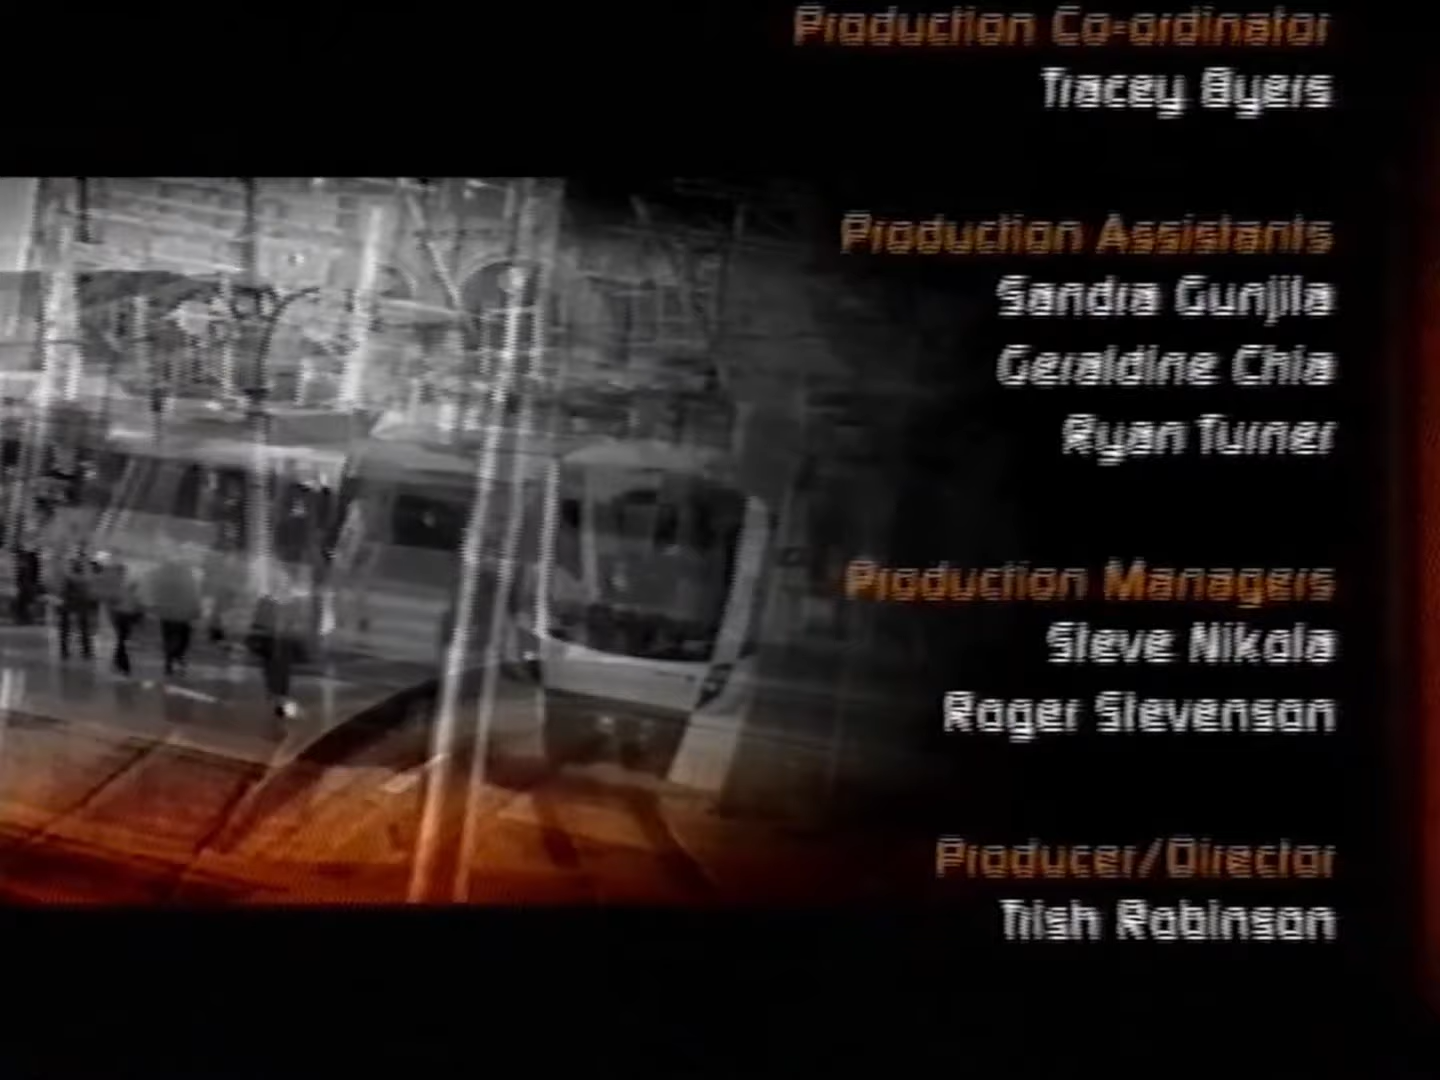 Production Co-ordinator
Tracey Byers
Production Assistants
Sandra Gunjila
Geraldine Chia
Ryan Turner
Production Managers
Steve Nikola
Roger Stevenson
Producer/Director
Trish Robinson